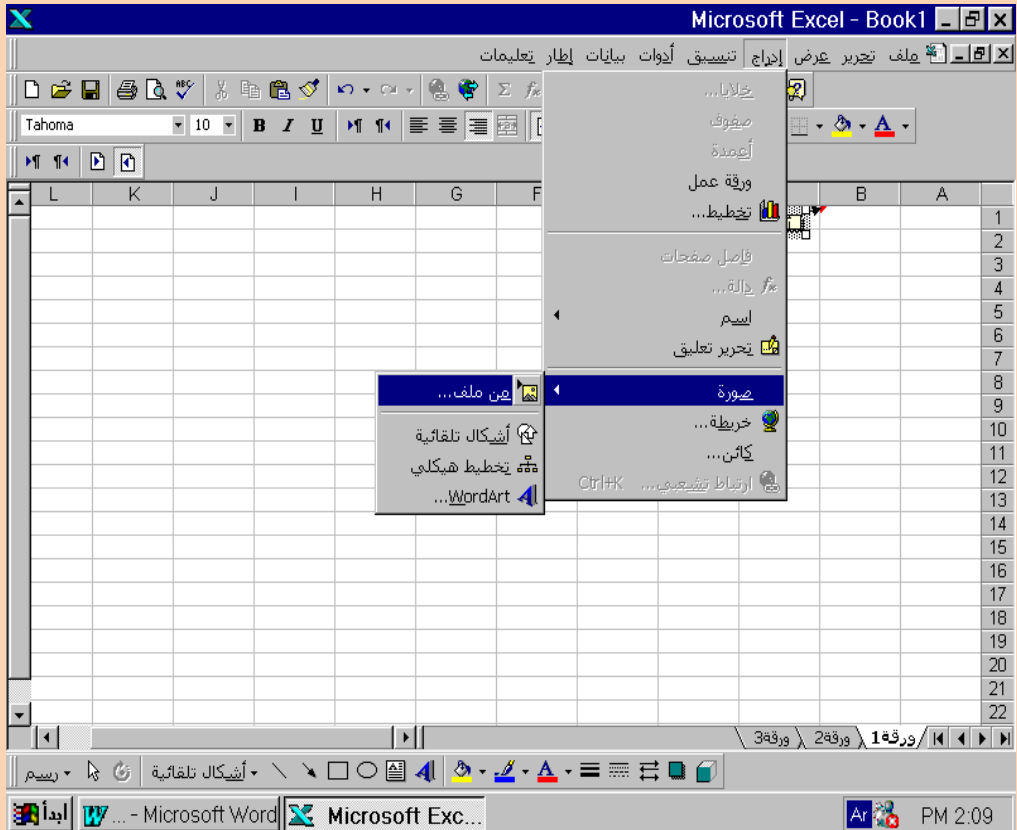 Microsoft Excel - Book1
ملف تحرير عرض إدراج تنسيق أدوات بيانات إطار تعليمات
Tahoma 10 B I U
خلايا...
صفوف
أعمدة
ورقة عمل
تخطيط...
فاصل صفحات
دالة...
اسم
تحرير تعليق
صورة
خريطة...
كائن...
ارتباط تشعبي... Ctrl+K
من ملف...
أشكال تلقائية
تخطيط هيكلي
WordArt...
A B F G H I J K L
1
2
3
4
5
6
7
8
9
10
11
12
13
14
15
16
17
18
19
20
21
22
ورقة1 ورقة2 ورقة3
رسم أشكال تلقائية
ابدأ
... - Microsoft Word
Microsoft Exc...
Ar
PM 2:09